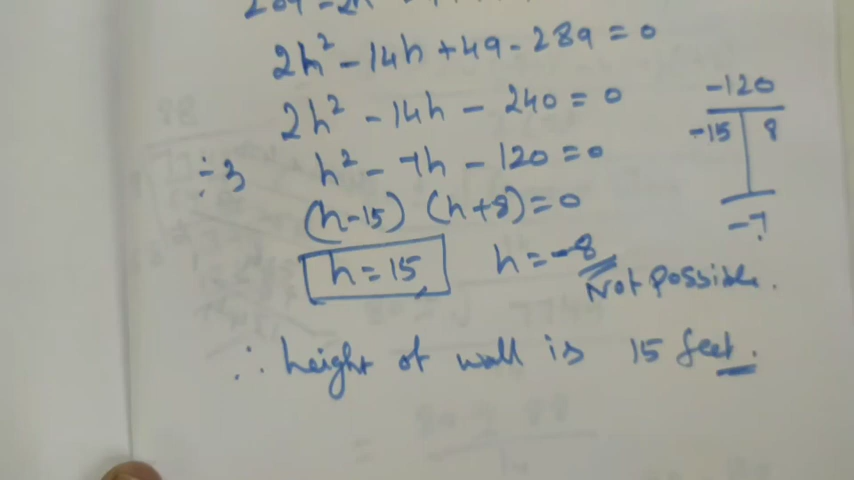 2h² - 14h + 49 - 289 = 0
2h² - 14h - 240 = 0
÷ 2 h² - 7h - 120 = 0
(h-15) (h+8) = 0
h = 15 h = -8
Not possible.
∴ height of wall is 15 feet.
-120
-15 8
-7